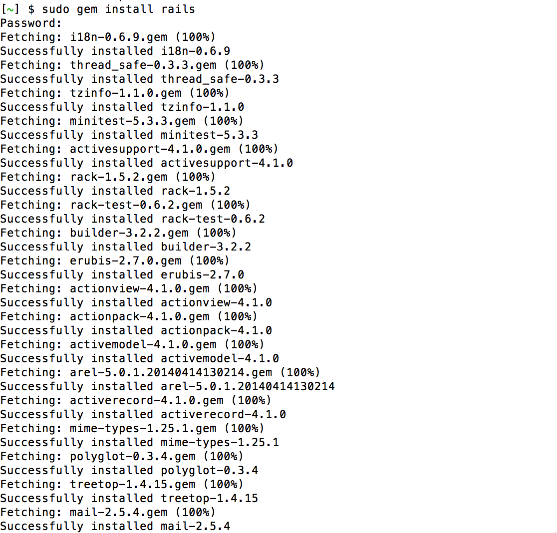 [~] $ sudo gem install rails
Password:
Fetching: i18n-0.6.9.gem (100%)
Successfully installed i18n-0.6.9
Fetching: thread_safe-0.3.3.gem (100%)
Successfully installed thread_safe-0.3.3
Fetching: tzinfo-1.1.0.gem (100%)
Successfully installed tzinfo-1.1.0
Fetching: minitest-5.3.3.gem (100%)
Successfully installed minitest-5.3.3
Fetching: activesupport-4.1.0.gem (100%)
Successfully installed activesupport-4.1.0
Fetching: rack-1.5.2.gem (100%)
Successfully installed rack-1.5.2
Fetching: rack-test-0.6.2.gem (100%)
Successfully installed rack-test-0.6.2
Fetching: builder-3.2.2.gem (100%)
Successfully installed builder-3.2.2
Fetching: erubis-2.7.0.gem (100%)
Successfully installed erubis-2.7.0
Fetching: actionview-4.1.0.gem (100%)
Successfully installed actionview-4.1.0
Fetching: actionpack-4.1.0.gem (100%)
Successfully installed actionpack-4.1.0
Fetching: activemodel-4.1.0.gem (100%)
Successfully installed activemodel-4.1.0
Fetching: arel-5.0.1.20140414130214.gem (100%)
Successfully installed arel-5.0.1.20140414130214
Fetching: activerecord-4.1.0.gem (100%)
Successfully installed activerecord-4.1.0
Fetching: mime-types-1.25.1.gem (100%)
Successfully installed mime-types-1.25.1
Fetching: polyglot-0.3.4.gem (100%)
Successfully installed polyglot-0.3.4
Fetching: treetop-1.4.15.gem (100%)
Successfully installed treetop-1.4.15
Fetching: mail-2.5.4.gem (100%)
Successfully installed mail-2.5.4